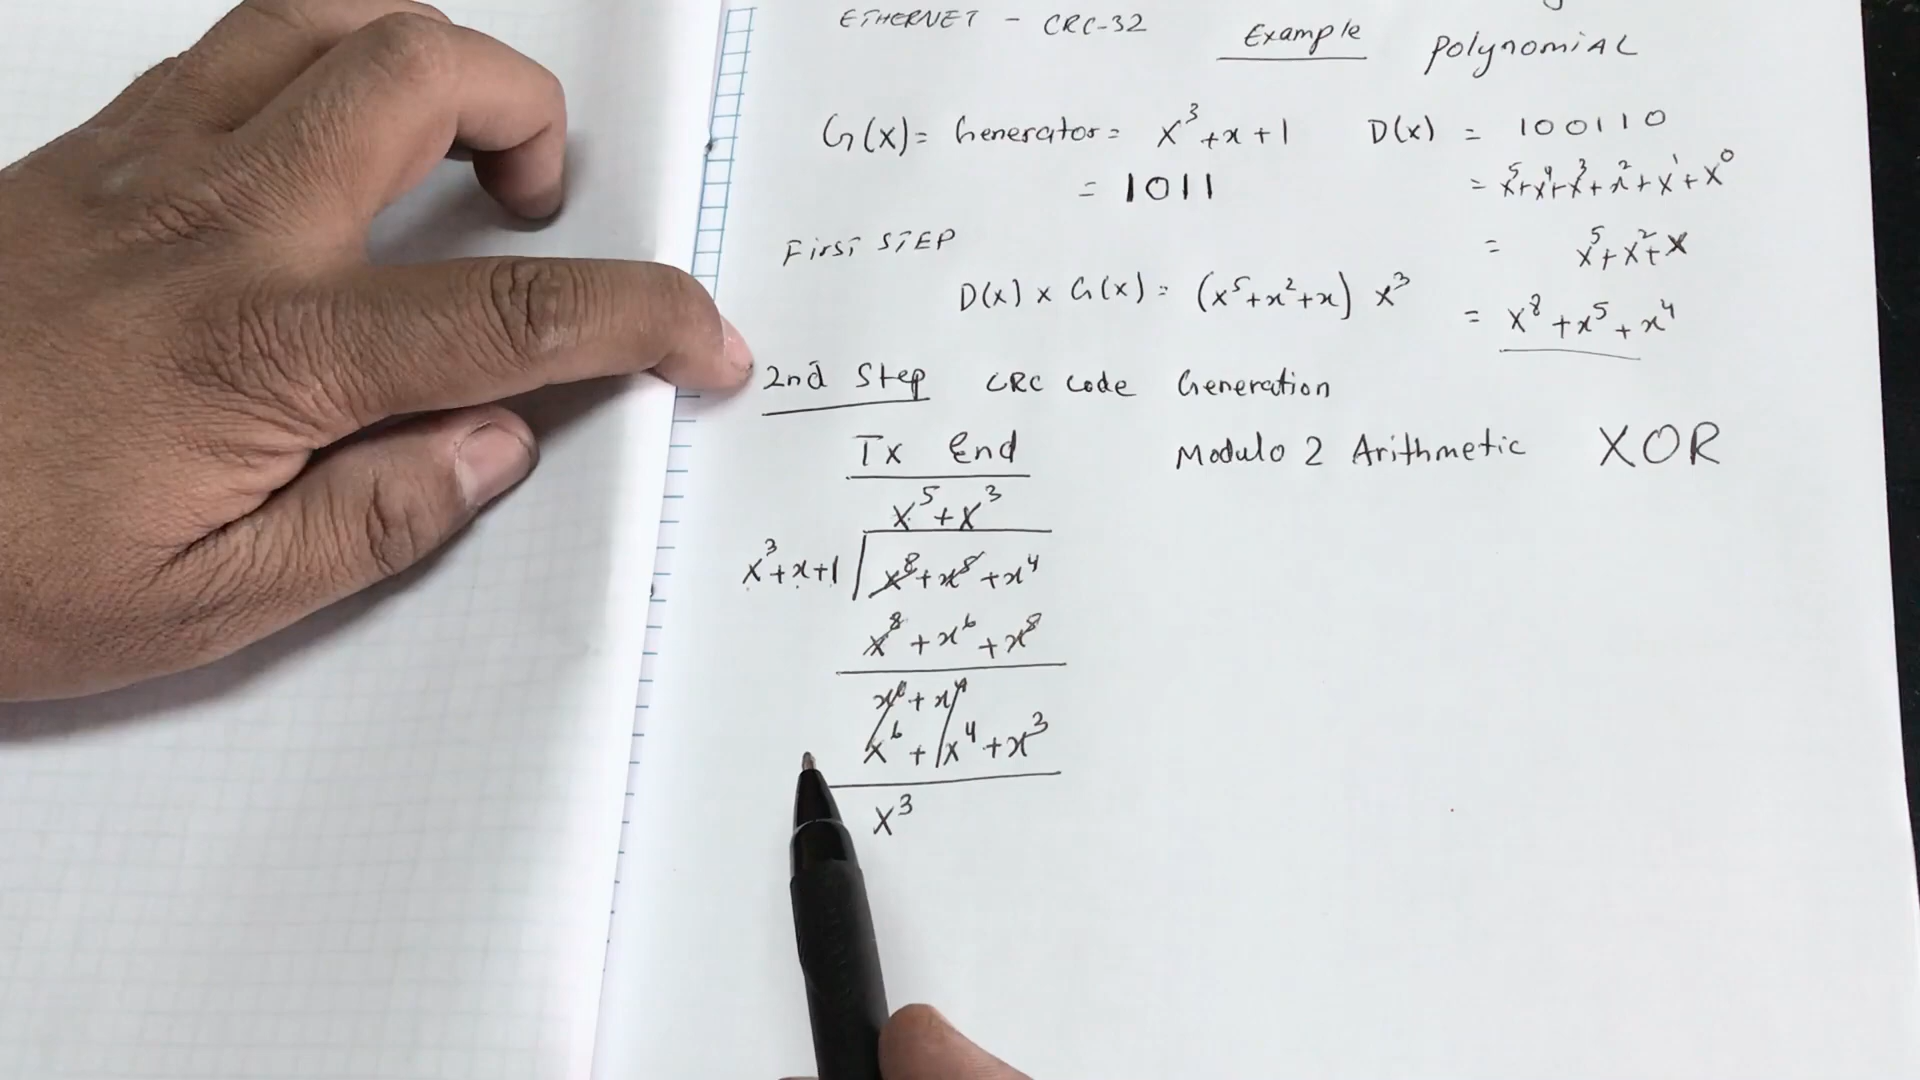 ETHERNET - CRC-32 Example Polynomial
G(x) = Generator = x³ + x + 1 D(x) = 100110
= 1011 = x⁵ + x⁴ + x³ + x² + x¹ + x⁰
= x⁵ + x² + x
First STEP
D(x) x G(x) = (x⁵ + x² + x) x³ = x⁸ + x⁵ + x⁴
2nd Step CRC Code Generation
Tx End Modulo 2 Arithmetic XOR
x⁵ + x³
x³ + x + 1 x⁸ + x⁵ + x⁴
x⁸ + x⁶ + x⁵
x⁶ + x⁴
x⁶ + x⁴ + x³
x³